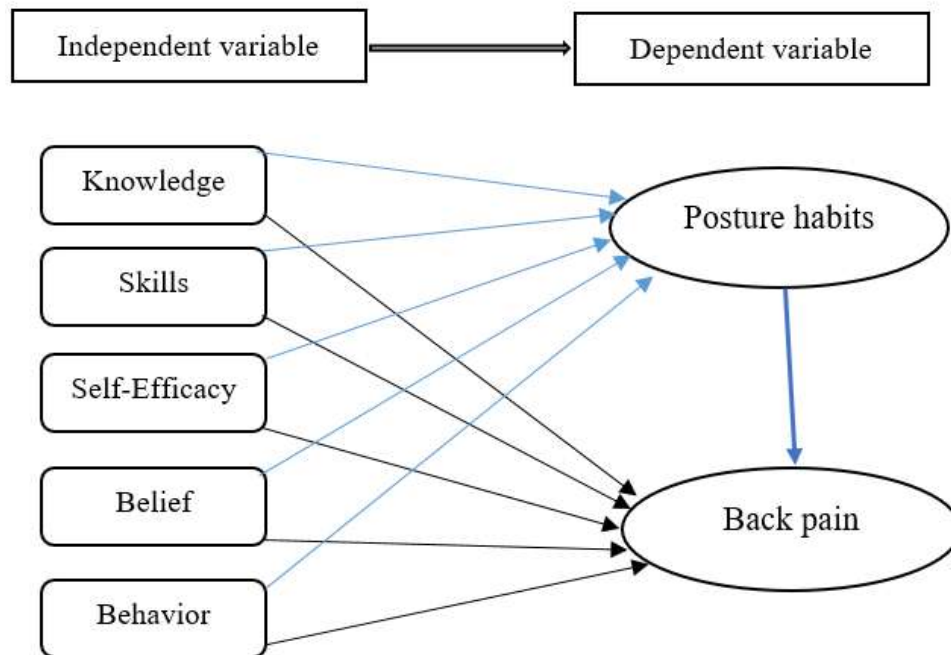 Independent variable
Dependent variable
Knowledge
Posture habits
Skills
Self-Efficacy
Belief
Back pain
Behavior